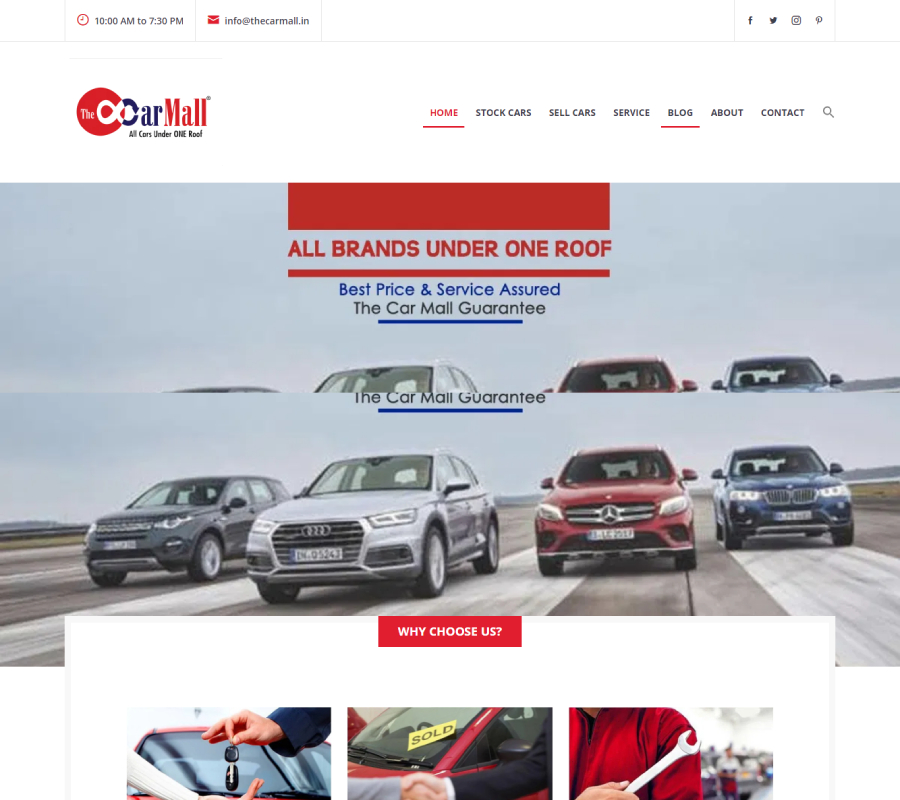 10:00 AM to 7:30 PM
info@thecarmall.in
The CarMall®
All Cars Under ONE Roof
HOME
STOCK CARS
SELL CARS
SERVICE
BLOG
ABOUT
CONTACT
ALL BRANDS UNDER ONE ROOF
Best Price & Service Assured
The Car Mall Guarantee
The Car Mall Guarantee
WHY CHOOSE US?
SOLD